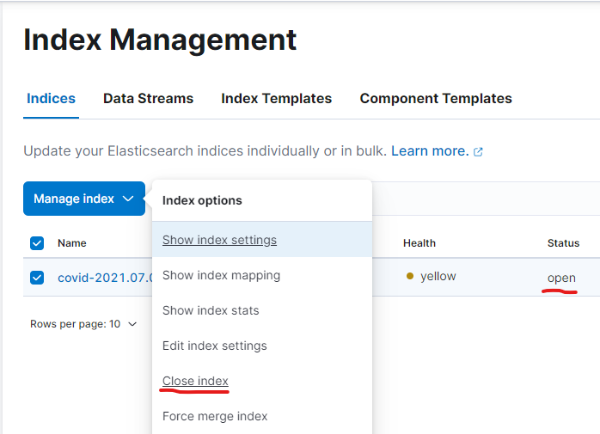 Index Management
Indices Data Streams Index Templates Component Templates
Update your Elasticsearch indices individually or in bulk. Learn more.
Manage index
Index options
Show index settings
Name Health Status
covid-2021.07.0 yellow open
Show index mapping
Show index stats
Rows per page: 10
Edit index settings
Close index
Force merge index